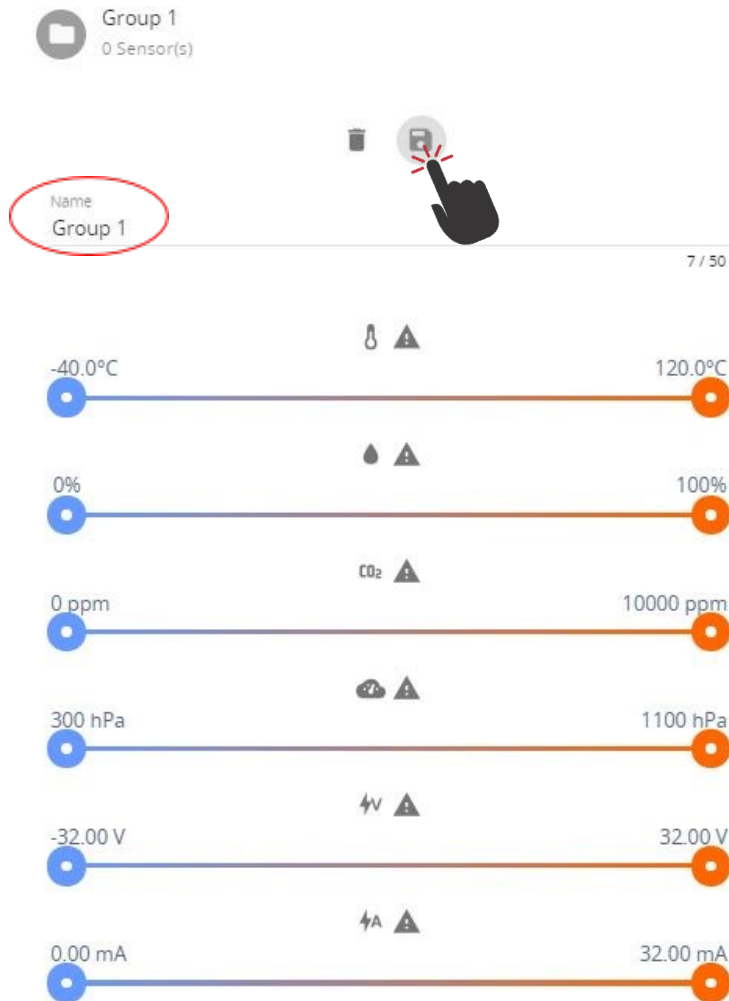 Group 1
0 Sensor(s)
Name
Group 1
7 / 50
-40.0°C 120.0°C
0% 100%
CO₂
0 ppm 10000 ppm
300 hPa 1100 hPa
V
-32.00 V 32.00 V
A
0.00 mA 32.00 mA